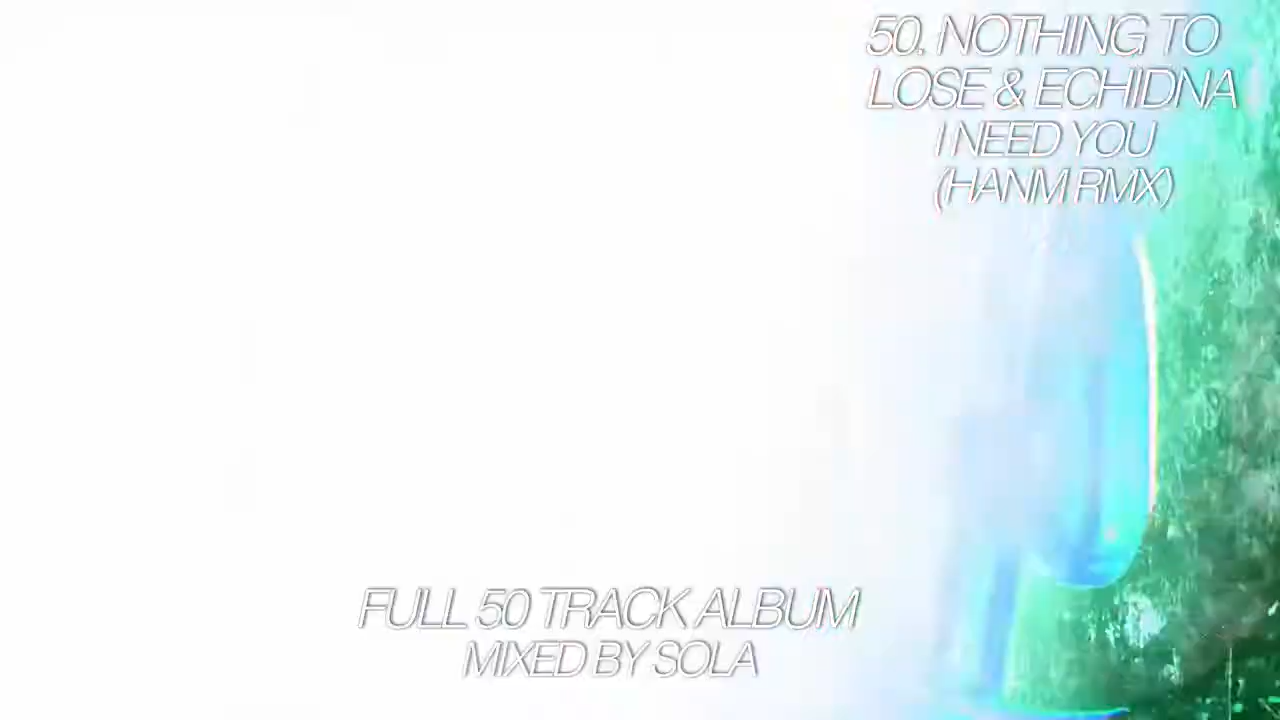 50. NOTHING TO
LOSE & ECHIDNA
I NEED YOU
(HANM RMX)
FULL 50 TRACK ALBUM
MIXED BY SOLA